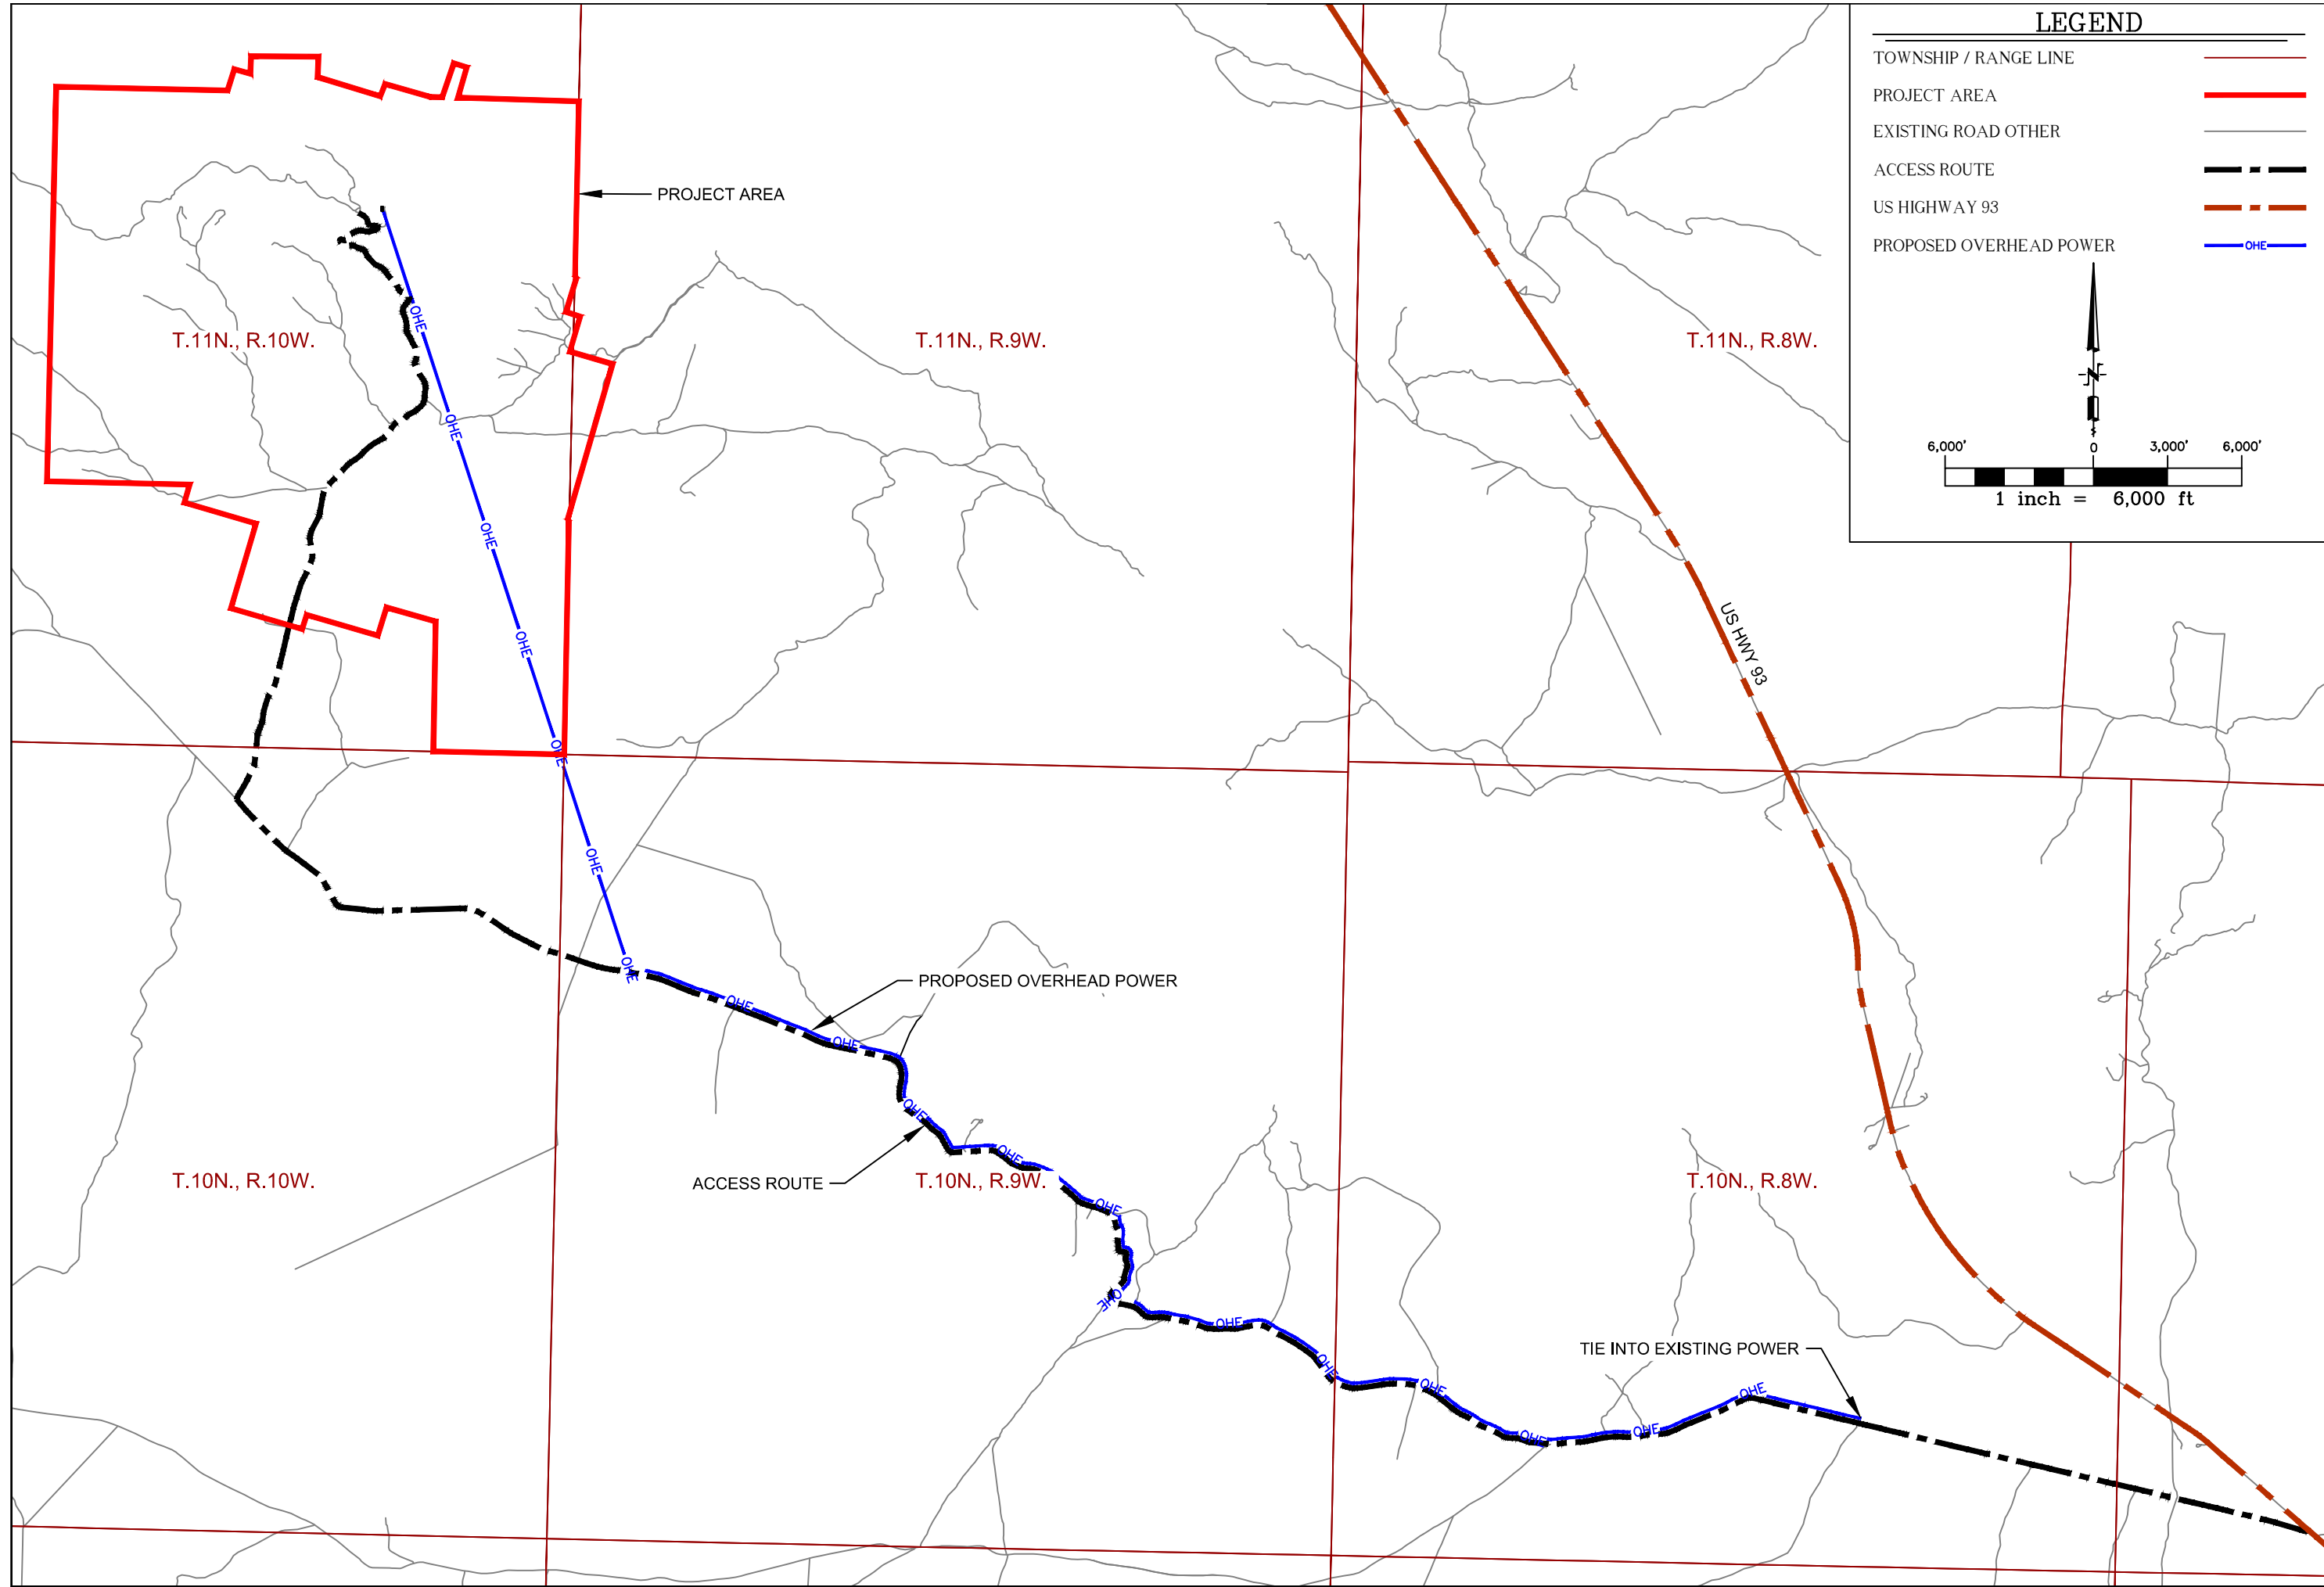 LEGEND
TOWNSHIP / RANGE LINE
PROJECT AREA
EXISTING ROAD OTHER
ACCESS ROUTE
US HIGHWAY 93
PROPOSED OVERHEAD POWER
OHE
N
6,000' 0 3,000' 6,000'
1 inch = 6,000 ft
PROJECT AREA
OHE
T.11N., R.10W.
T.11N., R.9W.
T.11N., R.8W.
OHE
OHE
OHE
US HWY 93
OHE
OHE
OHE
PROPOSED OVERHEAD POWER
OHE
OHE
OHE
OHE
T.10N., R.10W.
ACCESS ROUTE
T.10N., R.9W.
T.10N., R.8W.
OHE
OHE
OHE
OHE
TIE INTO EXISTING POWER
OHE
OHE
OHE
OHE